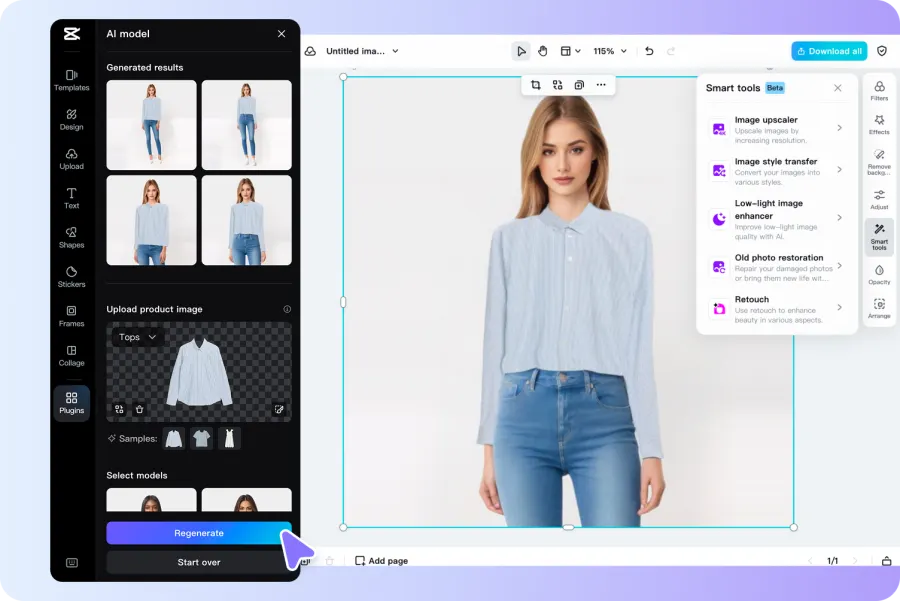 AI model
Generated results
Templates
Design
Upload
Text
Shapes
Stickers
Frames
Collage
Plugins
Upload product image
Tops
Samples:
Select models
Regenerate
Start over
Untitled ima...
115%
Download all
Smart tools Beta
Image upscaler
Upscale images by
increasing resolution.
Image style transfer
Convert your images into
various styles.
Low-light image
enhancer
Improve low-light image
quality with AI.
Old photo restoration
Repair your damaged photos
or bring them new life wit...
Retouch
Use retouch to enhance
beauty in various aspects.
Filters
Effects
Remove
backg...
Adjust
Smart
tools
Opacity
Arrange
Add page
1/1